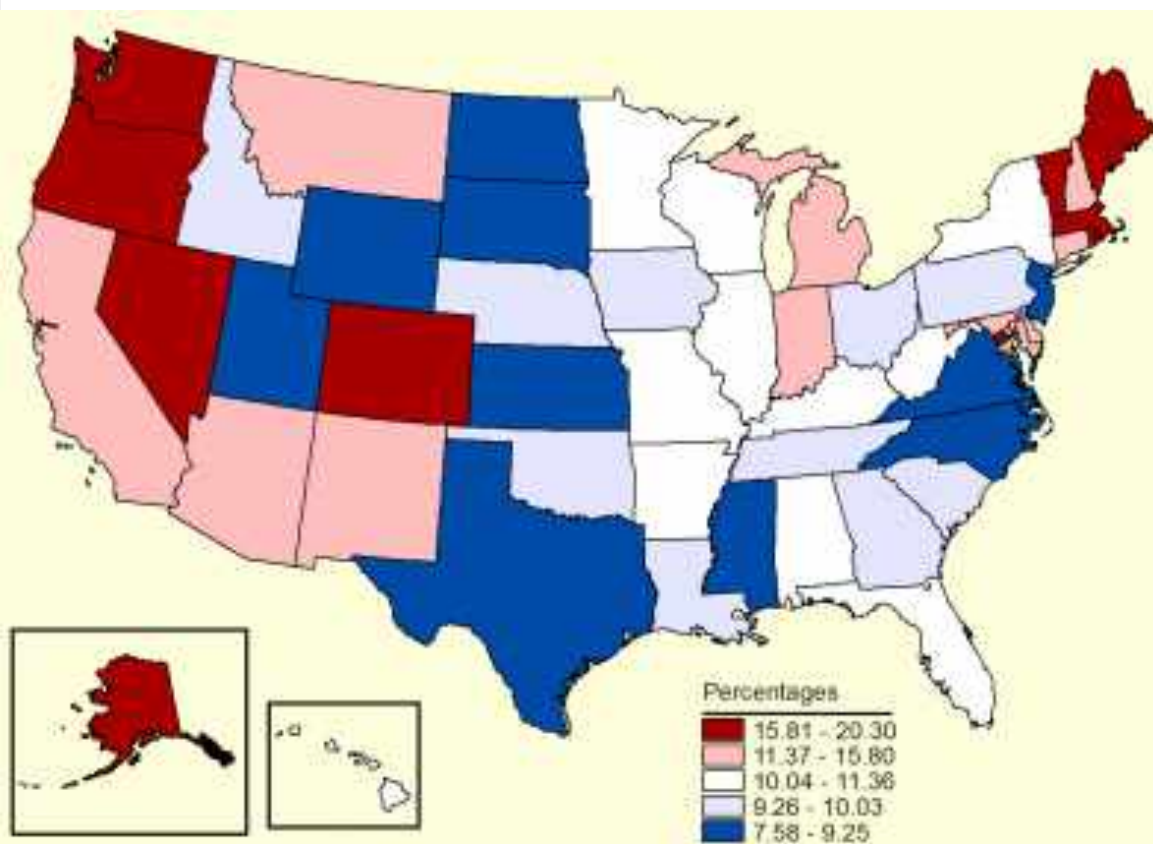 Percentages
15.81 - 20.30
11.37 - 15.80
10.04 - 11.36
9.26 - 10.03
7.58 - 9.25